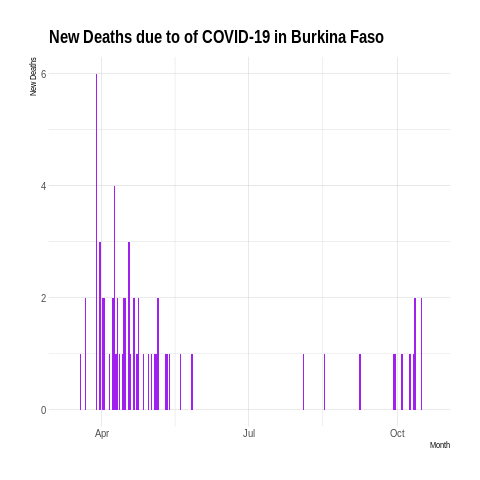 New Deaths due to of COVID-19 in Burkina Faso
New Deaths
6
4
2
0
Apr
Jul
Oct
Month